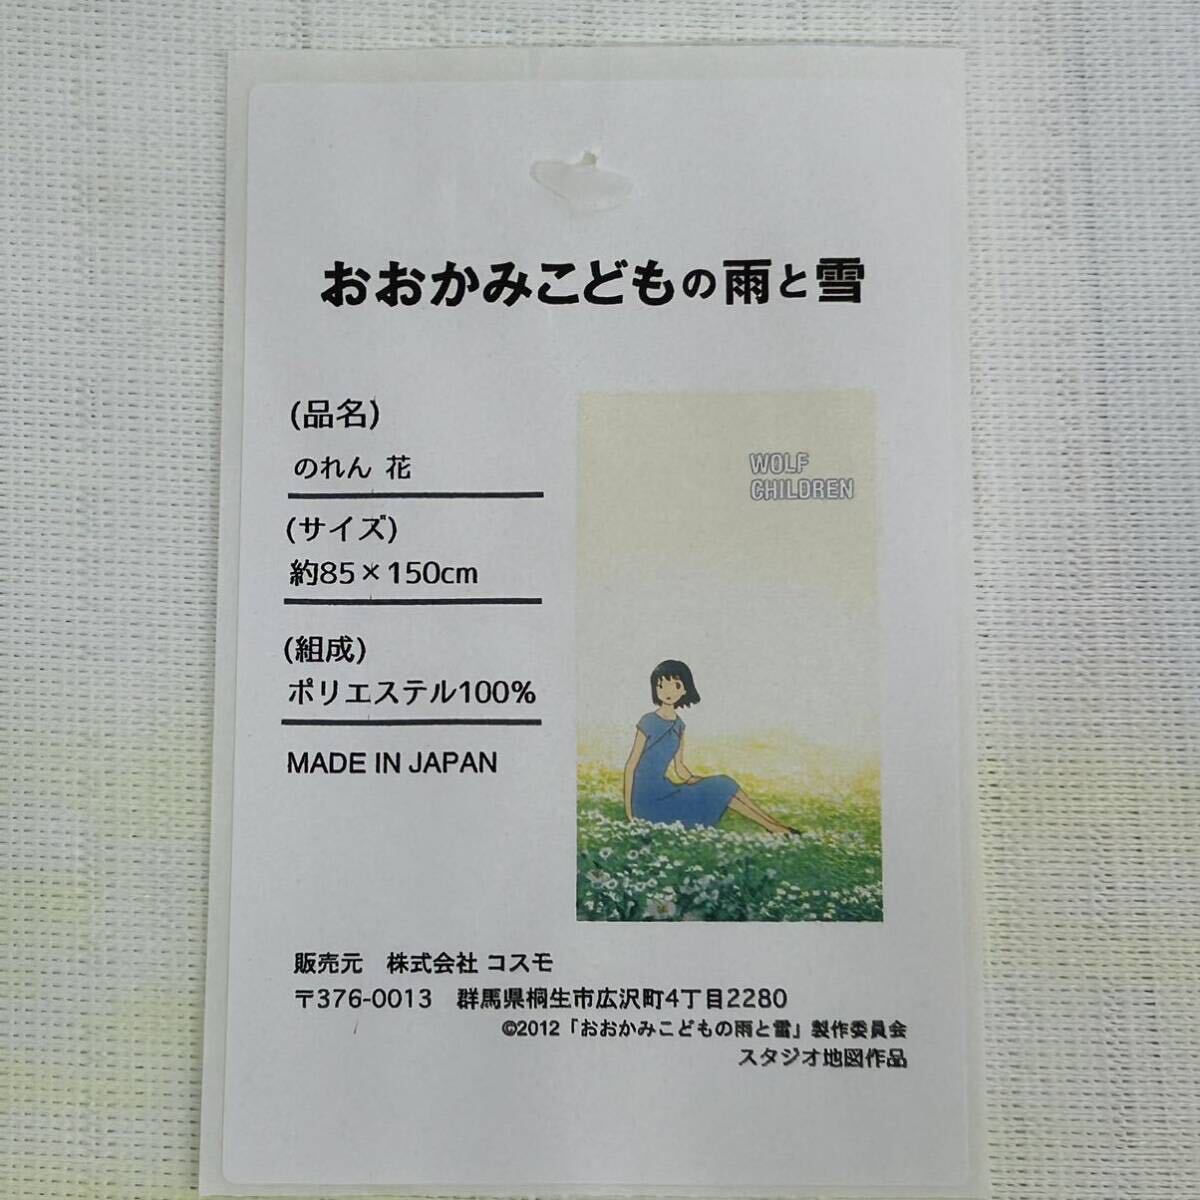 おおかみこどもの雨と雪
(品名)
のれん 花
(サイズ)
約85×150cm
(組成)
ポリエステル100%
MADE IN JAPAN
WOLF
CHILDREN
販売元　株式会社 コスモ
〒376-0013　群馬県桐生市広沢町4丁目2280
©2012「おおかみこどもの雨と雪」製作委員会
スタジオ地図作品